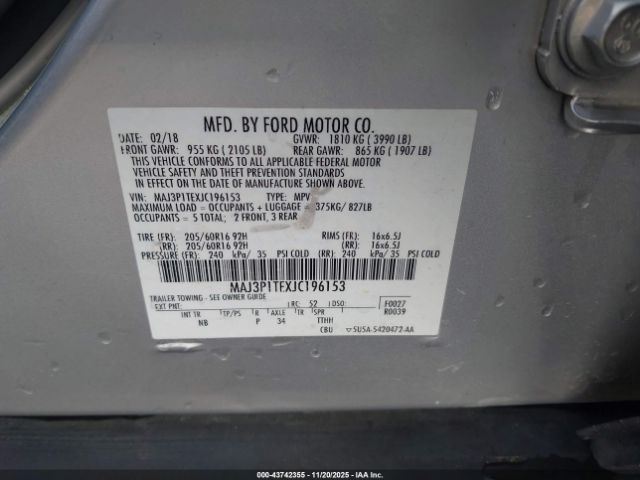 MFD. BY FORD MOTOR CO.
DATE: 02/18 GVWR: 1810 KG ( 3990 LB)
FRONT GAWR: 955 KG ( 2105 LB) REAR GAWR: 865 KG ( 1907 LB)
THIS VEHICLE CONFORMS TO ALL APPLICABLE FEDERAL MOTOR
VEHICLE SAFETY AND THEFT PREVENTION STANDARDS
IN EFFECT ON THE DATE OF MANUFACTURE SHOWN ABOVE.
VIN: MAJ3P1TEXJC196153 TYPE: MPV
MAXIMUM LOAD = OCCUPANTS + LUGGAGE = 375KG/ 827LB
OCCUPANTS = 5 TOTAL; 2 FRONT, 3 REAR
TIRE (FR): 205/60R16 92H RIMS (FR): 16x6.5J
(RR): 205/60R16 92H (RR): 16x6.5J
PRESSURE (FR): 240 kPa/ 35 PSI COLD (RR): 240 kPa/ 35 PSI COLD
MAJ3P1TEXJC196153
TRAILER TOWING - SEE OWNER GUIDE
EXT PNT: RC: 52 DSO: F0027
R0039
INT TR TP/PS R AXLE TR SPR
NB P 34 TTHH
CBU 5U5A-5420472-AA
000-43742355 - 11/20/2025 - IAA Inc.